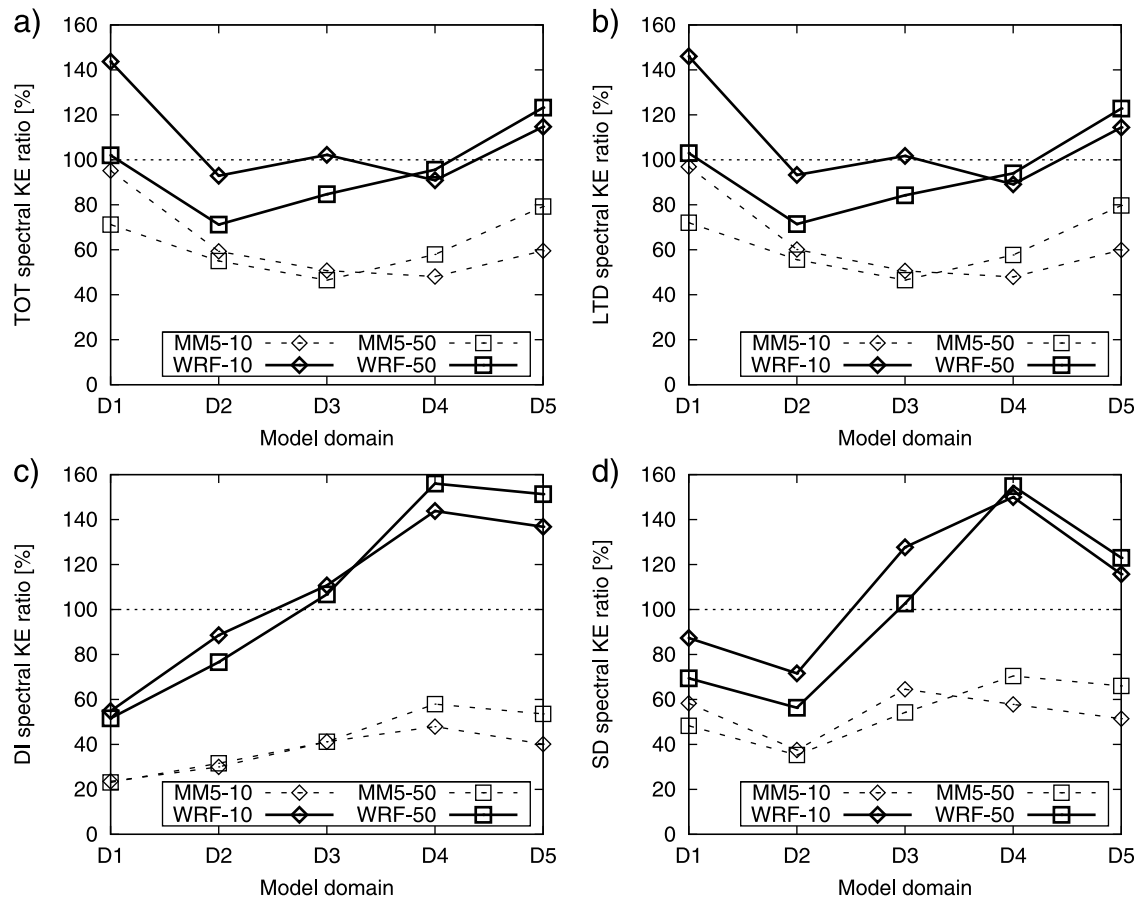 a)
TOT spectral KE ratio [%]
160
140
120
100
80
60
40
20
0
MM5-10 MM5-50
WRF-10 WRF-50
D1 D2 D3 D4 D5
Model domain
b)
LTD spectral KE ratio [%]
160
140
120
100
80
60
40
20
0
MM5-10 MM5-50
WRF-10 WRF-50
D1 D2 D3 D4 D5
Model domain
c)
DI spectral KE ratio [%]
160
140
120
100
80
60
40
20
0
MM5-10 MM5-50
WRF-10 WRF-50
D1 D2 D3 D4 D5
Model domain
d)
SD spectral KE ratio [%]
160
140
120
100
80
60
40
20
0
MM5-10 MM5-50
WRF-10 WRF-50
D1 D2 D3 D4 D5
Model domain